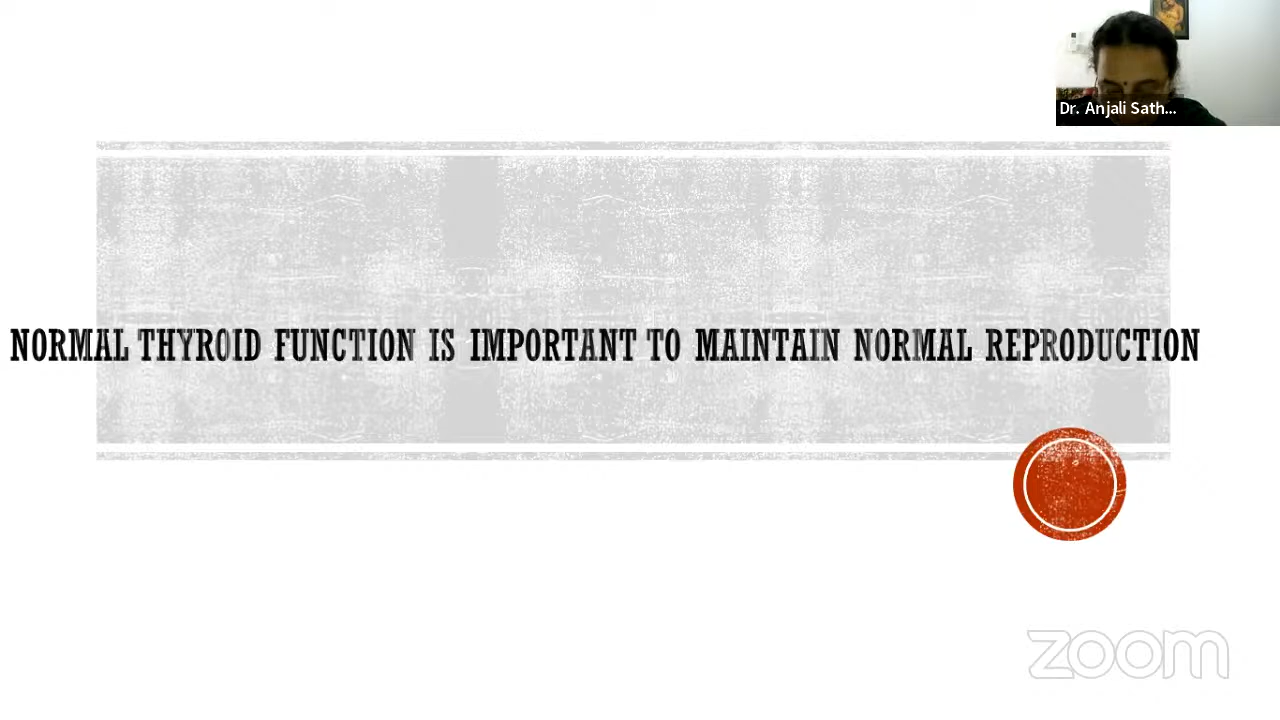 Dr. Anjali Sath...
NORMAL THYROID FUNCTION IS IMPORTANT TO MAINTAIN NORMAL REPRODUCTION
zoom